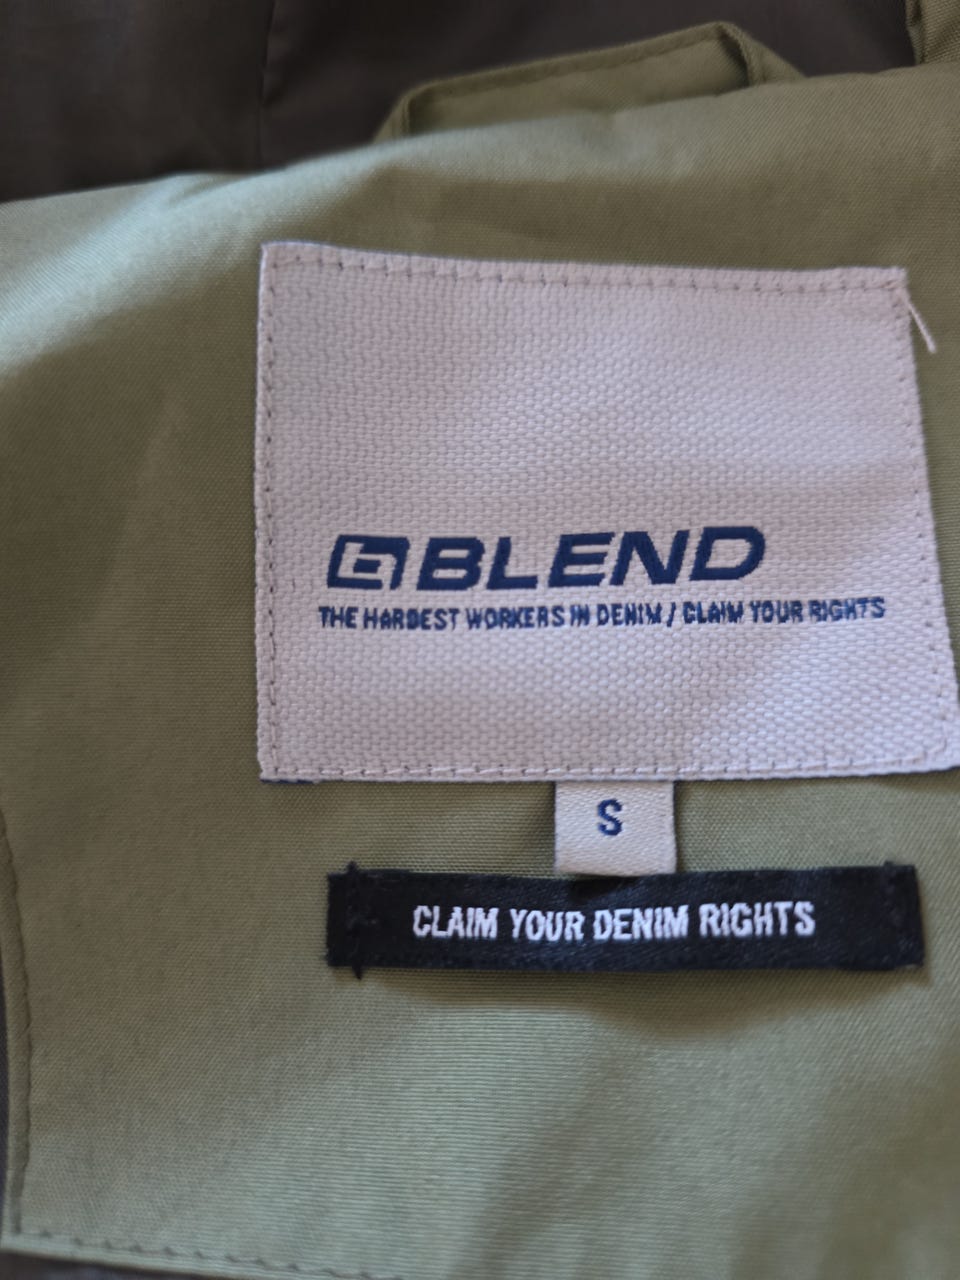 BLEND
THE HARDEST WORKERS IN DENIM / CLAIM YOUR RIGHTS
S
CLAIM YOUR DENIM RIGHTS